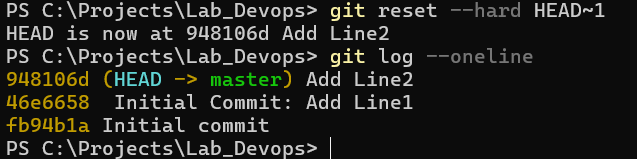 PS C:\Projects\Lab_Devops> git reset --hard HEAD~1
HEAD is now at 948106d Add Line2
PS C:\Projects\Lab_Devops> git log --oneline
948106d (HEAD -> master) Add Line2
46e6658  Initial Commit: Add Line1
fb94b1a Initial commit
PS C:\Projects\Lab_Devops>